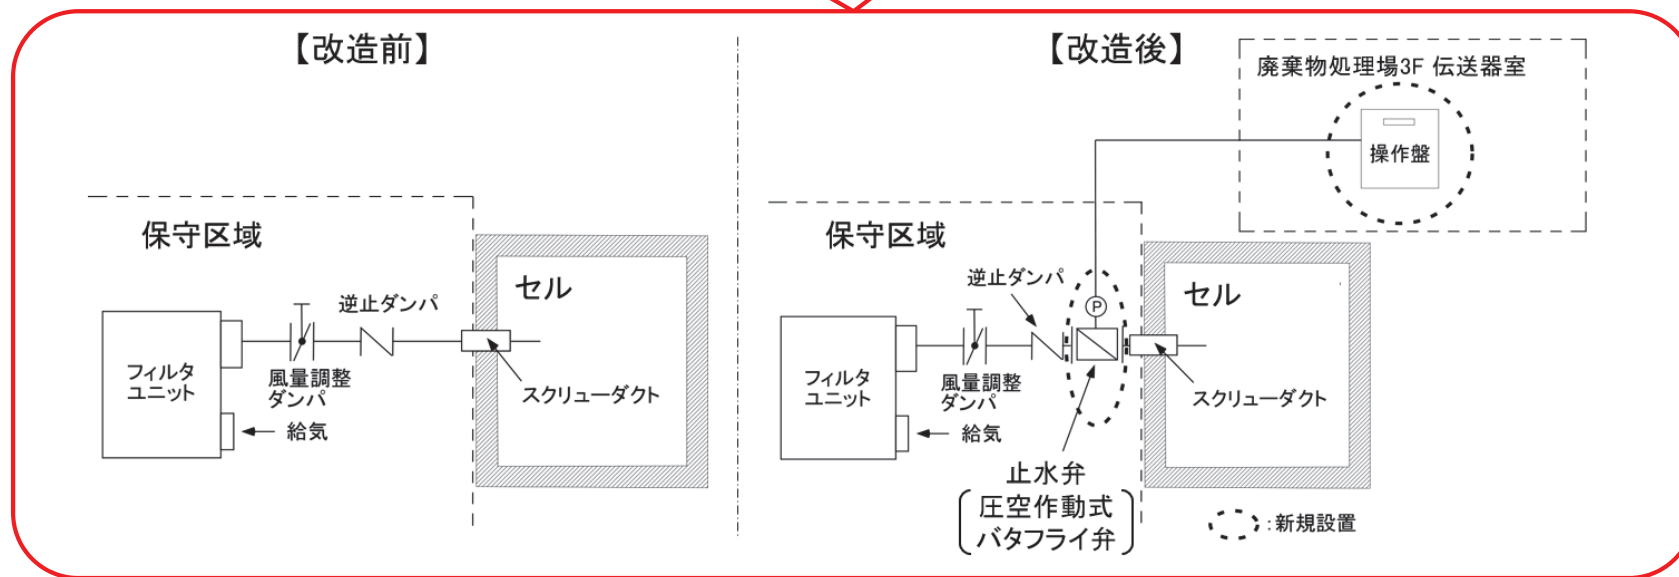 【改造前】
保守区域
セル
逆止ダンパ
フィルタ
ユニット
風量調整
ダンパ
給気
スクリューダクト
【改造後】
廃棄物処理場3F 伝送器室
操作盤
保守区域
逆止ダンパ
P
セル
フィルタ
ユニット
風量調整
ダンパ
給気
スクリューダクト
止水弁
圧空作動式
バタフライ弁
:新規設置